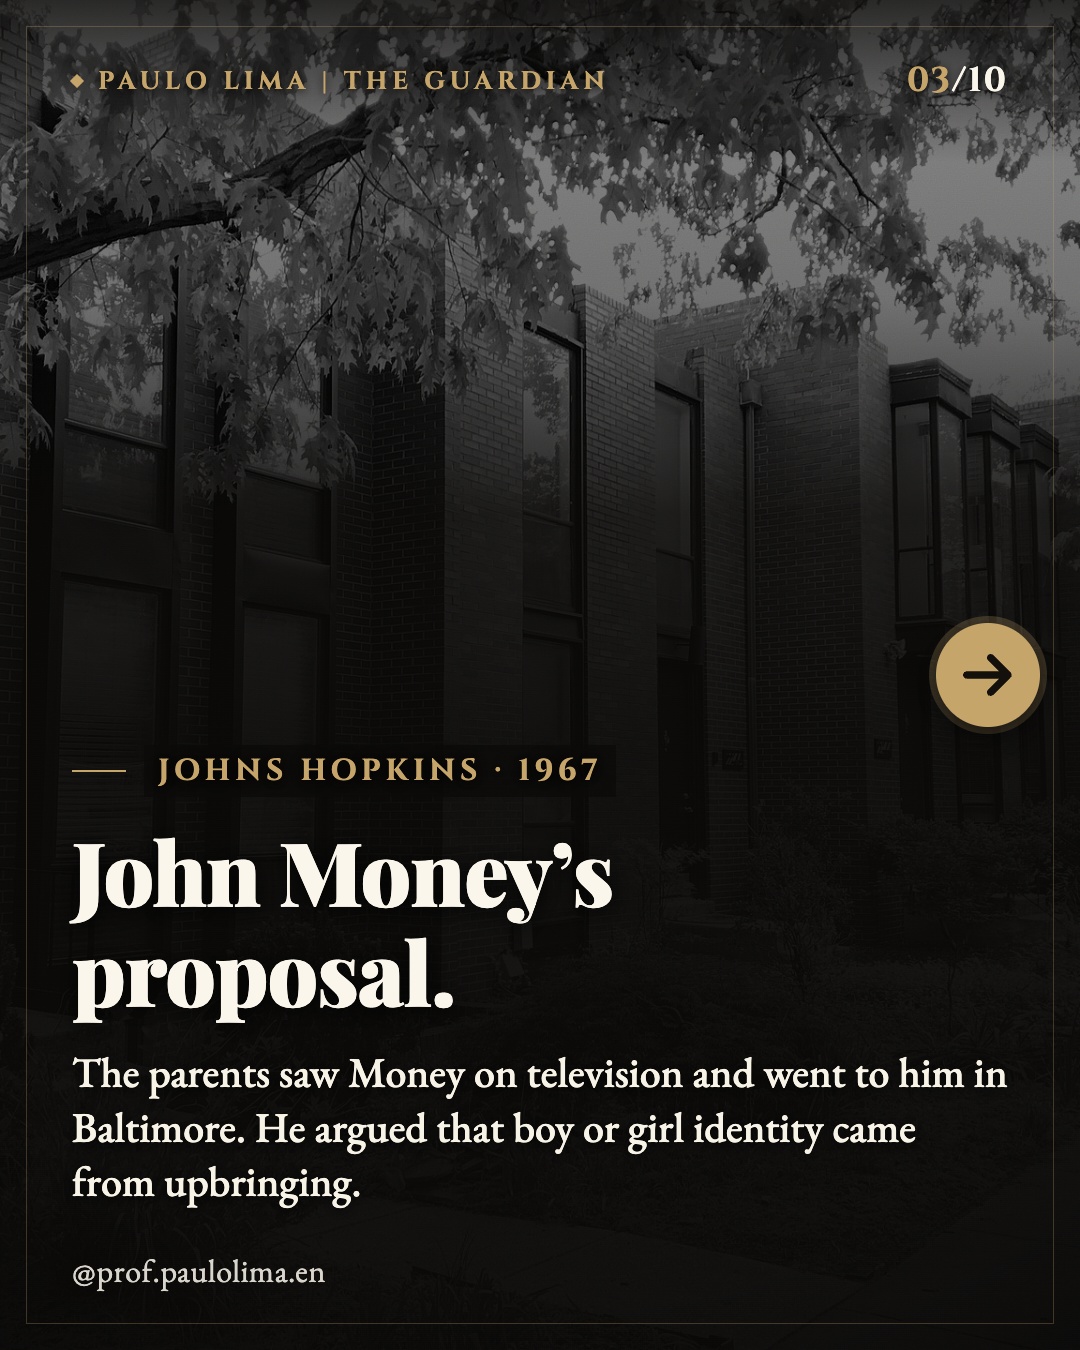 ◆ PAULO LIMA | THE GUARDIAN
03/10
JOHNS HOPKINS · 1967
John Money’s
proposal.
The parents saw Money on television and went to him in
Baltimore. He argued that boy or girl identity came
from upbringing.
@prof.paulolima.en